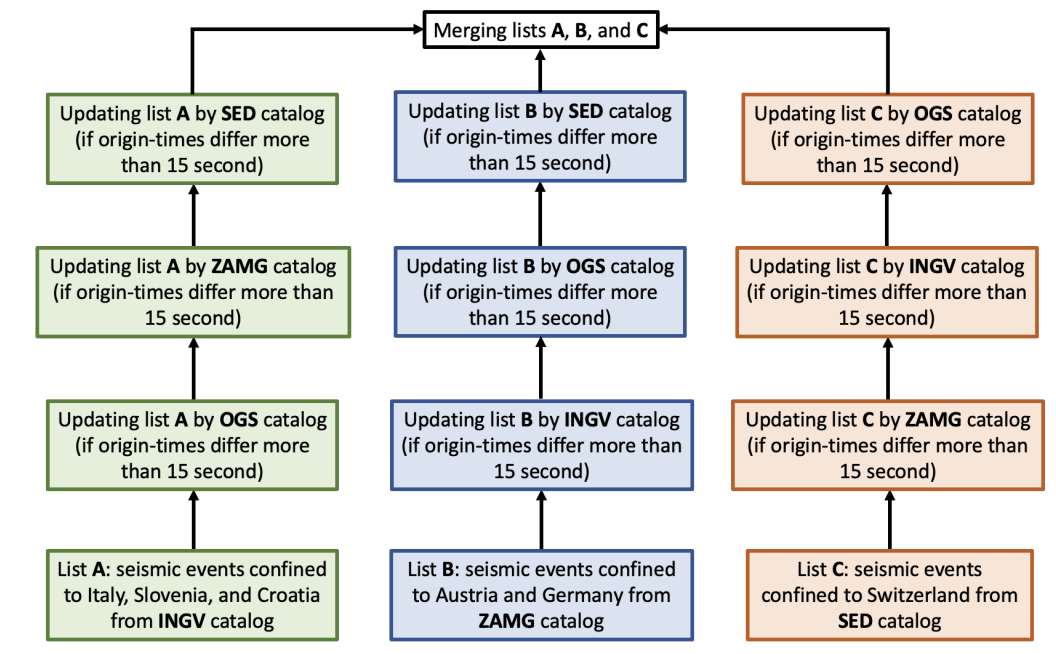 Merging lists A, B, and C
Updating list A by SED catalog
(if origin-times differ more
than 15 second)
Updating list B by SED catalog
(if origin-times differ more
than 15 second)
Updating list C by OGS catalog
(if origin-times differ more
than 15 second)
Updating list A by ZAMG catalog
(if origin-times differ more than
15 second)
Updating list B by OGS catalog
(if origin-times differ more
than 15 second)
Updating list C by INGV catalog
(if origin-times differ more than
15 second)
Updating list A by OGS catalog
(if origin-times differ more
than 15 second)
Updating list B by INGV catalog
(if origin-times differ more than
15 second)
Updating list C by ZAMG catalog
(if origin-times differ more than
15 second)
List A: seismic events confined
to Italy, Slovenia, and Croatia
from INGV catalog
List B: seismic events confined
to Austria and Germany from
ZAMG catalog
List C: seismic events
confined to Switzerland from
SED catalog